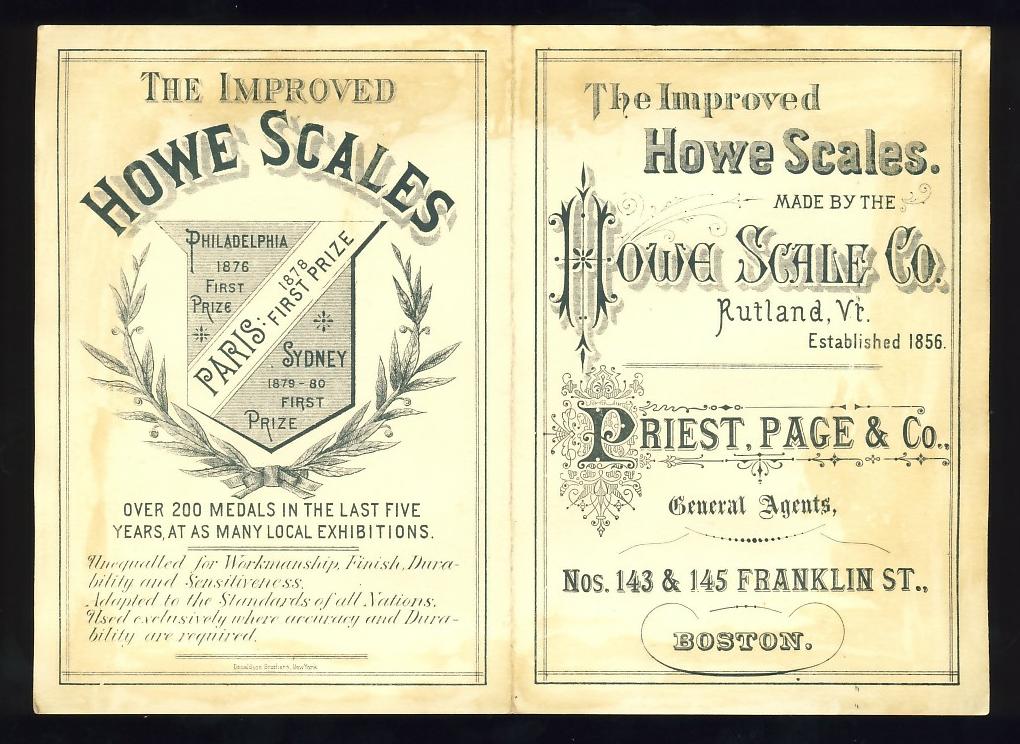 THE IMPROVED
HOWE SCALES
PHILADELPHIA
1876
FIRST
PRIZE
PARIS: 1878 FIRST PRIZE
SYDNEY
1879-80
FIRST
PRIZE
OVER 200 MEDALS IN THE LAST FIVE
YEARS, AT AS MANY LOCAL EXHIBITIONS.
Unequalled for Workmanship, Finish, Dura-
bility and Sensitiveness.
Adapted to the Standards of all Nations.
Used exclusively where accuracy and Dura-
bility are required.
Donaldson Brothers, New York
The Improved
Howe Scales.
MADE BY THE
HOWE SCALE CO.
Rutland, Vt.
Established 1856.
PRIEST, PAGE & Co.,
General Agents,
Nos. 143 & 145 FRANKLIN ST.,
BOSTON.